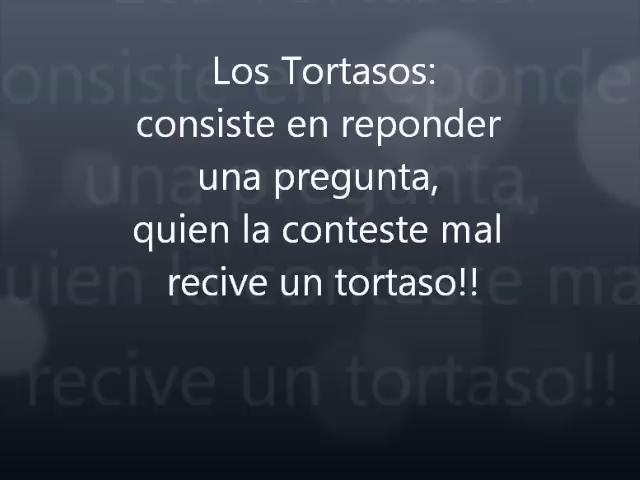 Los Tortasos:
consiste en reponder
una pregunta,
quien la conteste mal
recive un tortaso!!